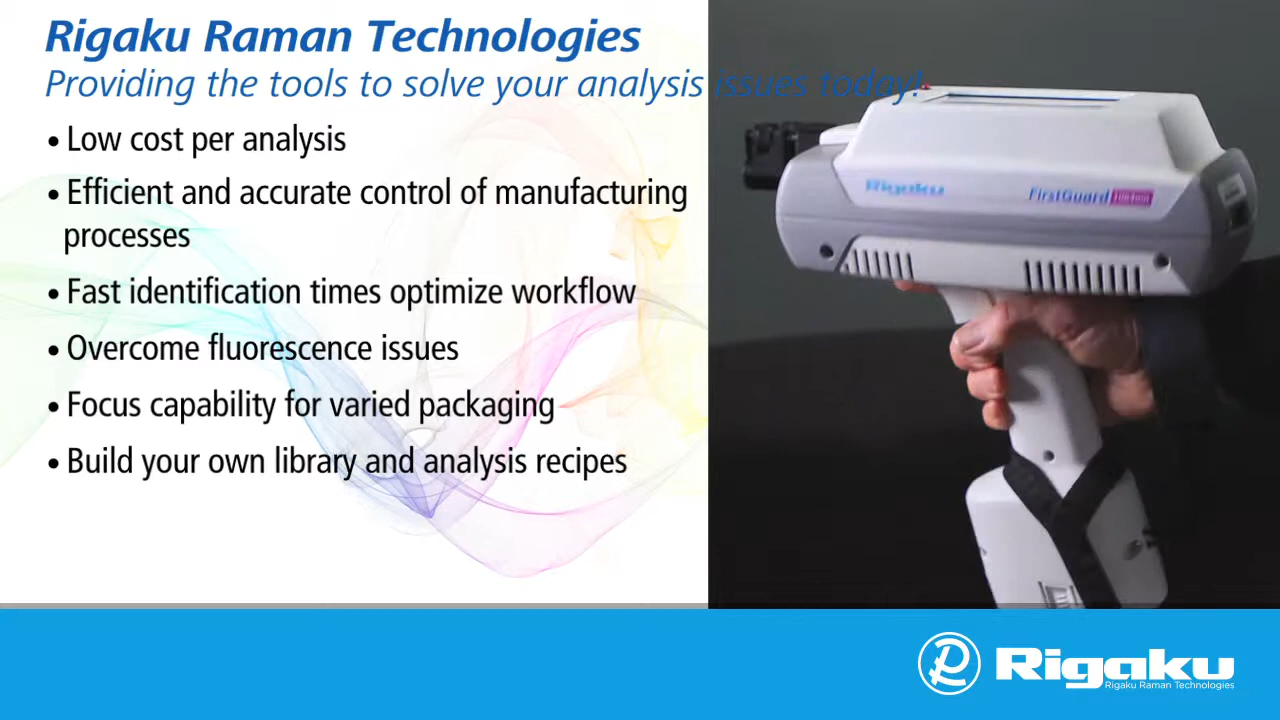 Rigaku Raman Technologies
Providing the tools to solve your analysis issues today!
• Low cost per analysis
• Efficient and accurate control of manufacturing
processes
• Fast identification times optimize workflow
• Overcome fluorescence issues
• Focus capability for varied packaging
• Build your own library and analysis recipes
Rigaku
FirstGuard
Rigaku
Rigaku Raman Technologies